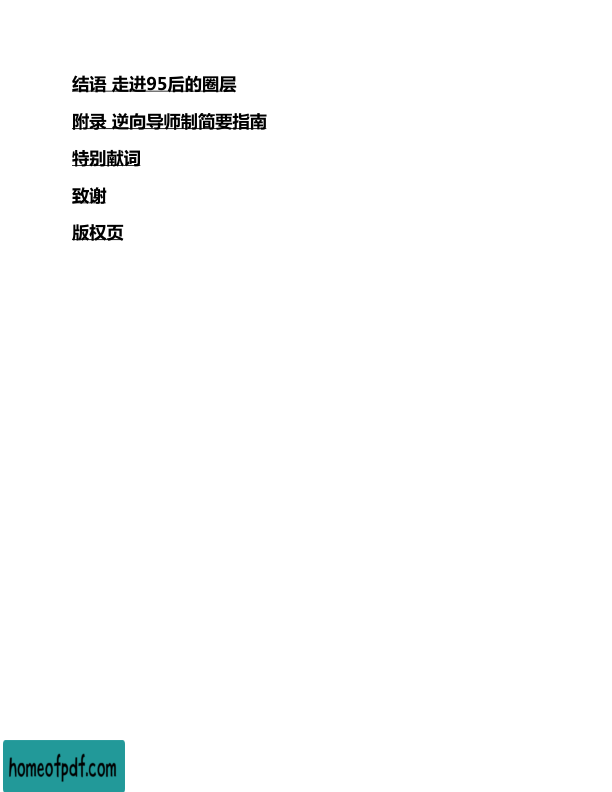 结语 走进95后的圈层
附录 逆向导师制简要指南
特别献词
致谢
版权页
homeofpdf.com